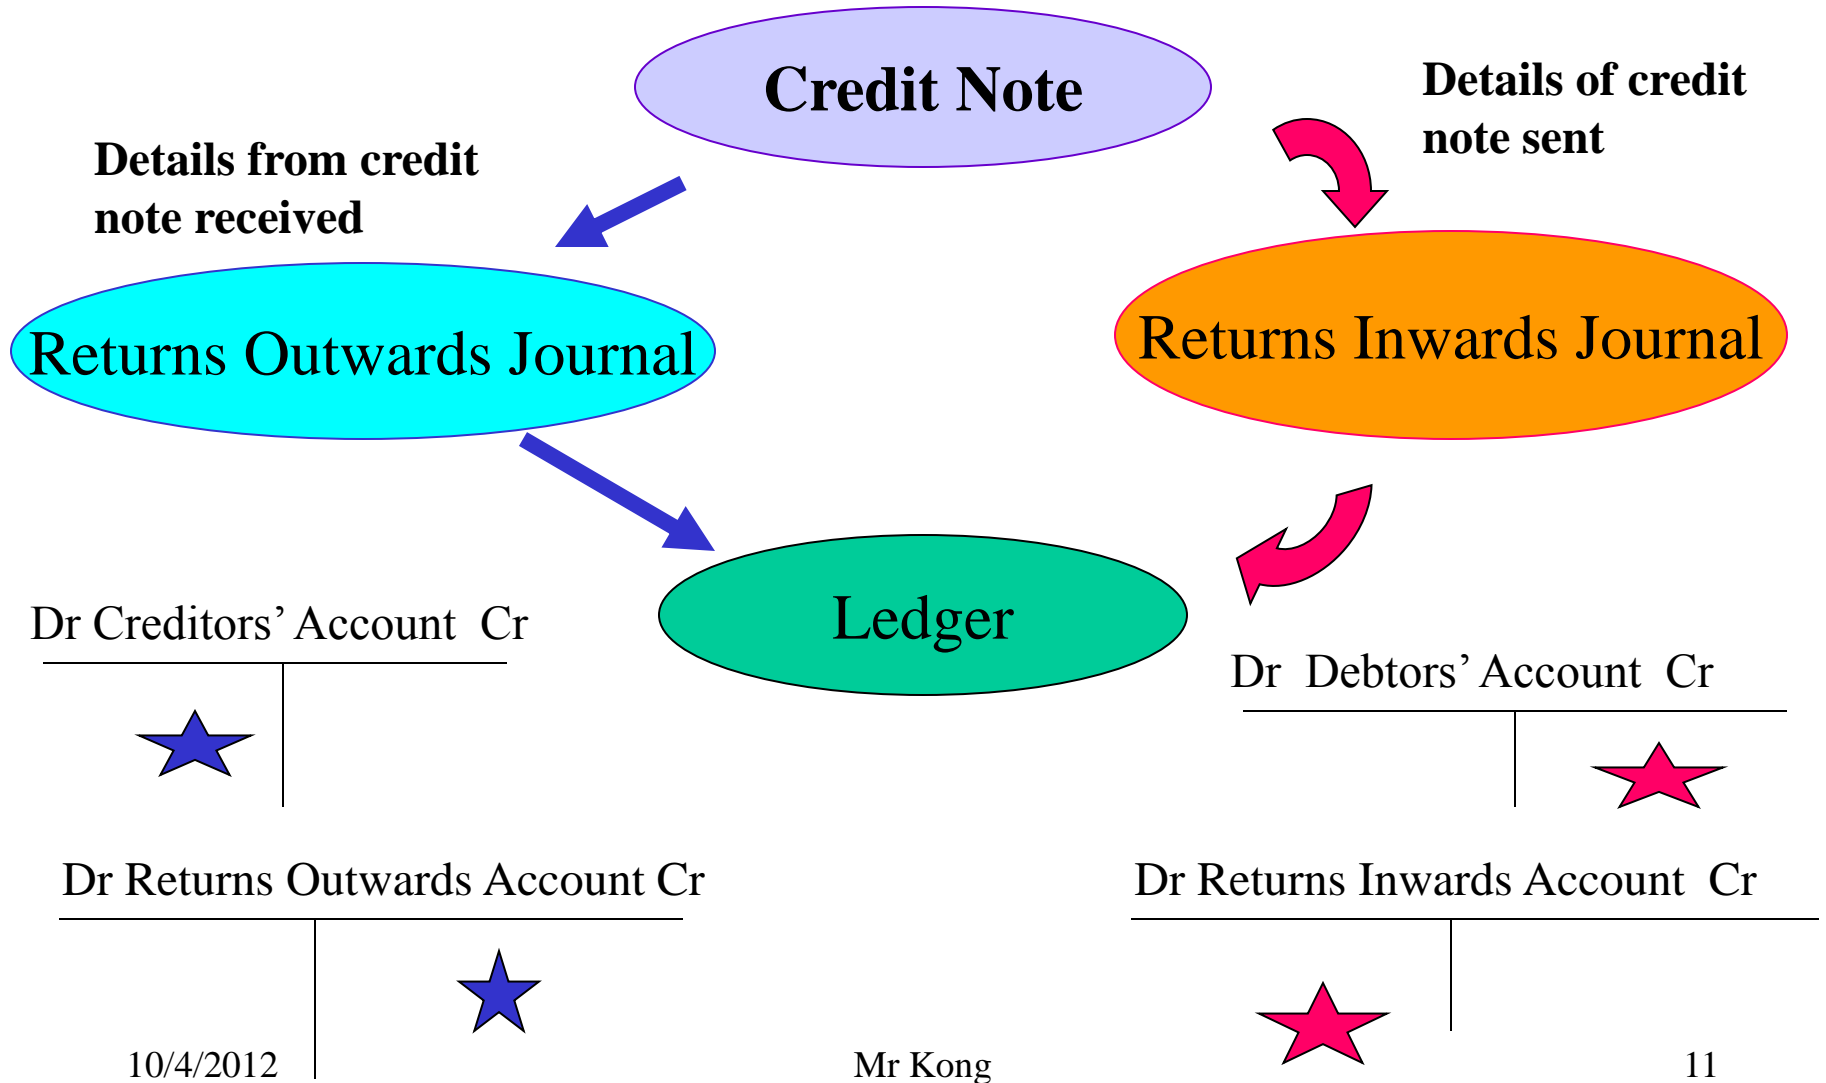 Credit Note
Details of credit
note sent
Details from credit
note received
Returns Outwards Journal
Returns Inwards Journal
Ledger
Dr Creditors’ Account  Cr
Dr  Debtors’ Account  Cr
Dr Returns Outwards Account Cr
Dr Returns Inwards Account  Cr
10/4/2012
Mr Kong
11